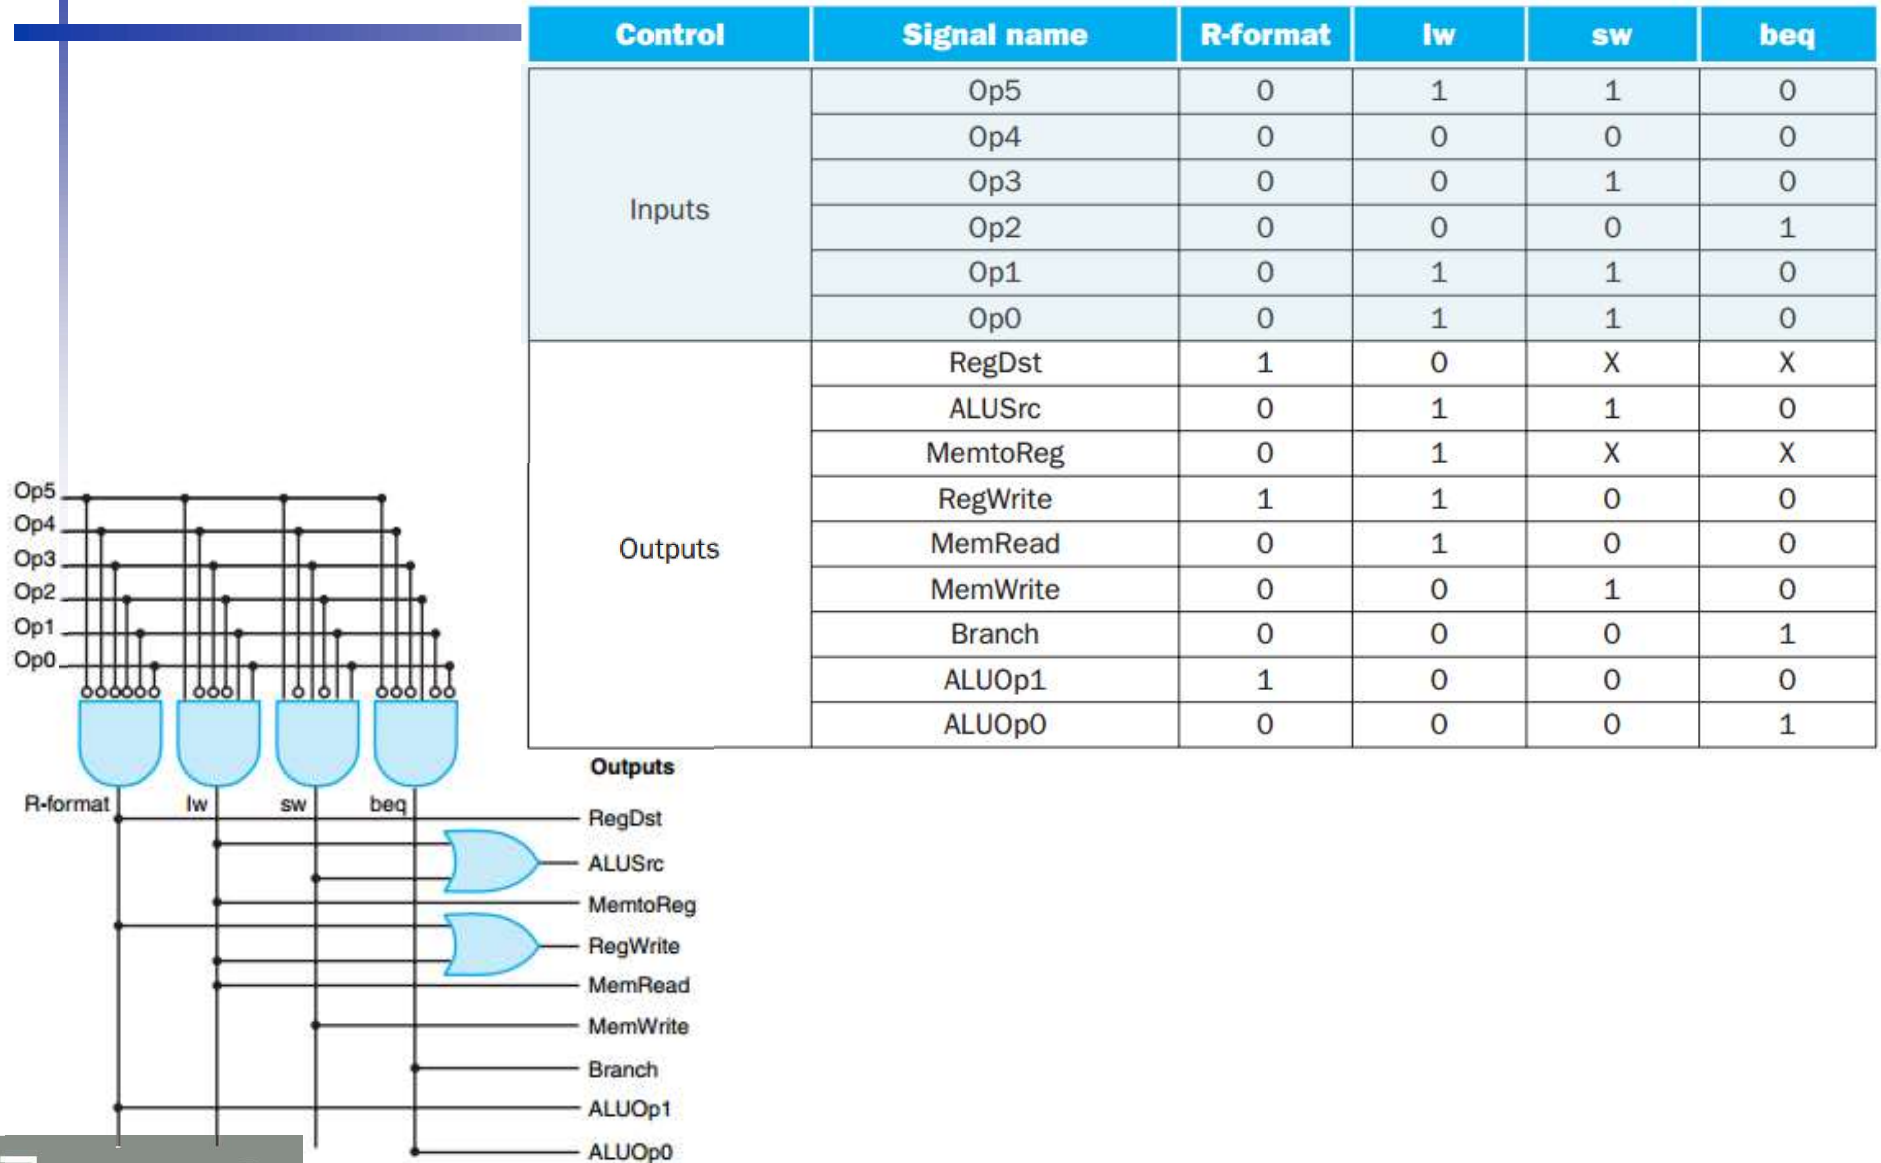 Control Signal name R-format lw sw beq
Inputs
Op5 0 1 1 0
Op4 0 0 0 0
Op3 0 0 1 0
Op2 0 0 0 1
Op1 0 1 1 0
Op0 0 1 1 0
Outputs
RegDst 1 0 X X
ALUSrc 0 1 1 0
MemtoReg 0 1 X X
RegWrite 1 1 0 0
MemRead 0 1 0 0
MemWrite 0 0 1 0
Branch 0 0 0 1
ALUOp1 1 0 0 0
ALUOp0 0 0 0 1
Op5
Op4
Op3
Op2
Op1
Op0
R-format lw sw beq
Outputs
RegDst
ALUSrc
MemtoReg
RegWrite
MemRead
MemWrite
Branch
ALUOp1
ALUOp0